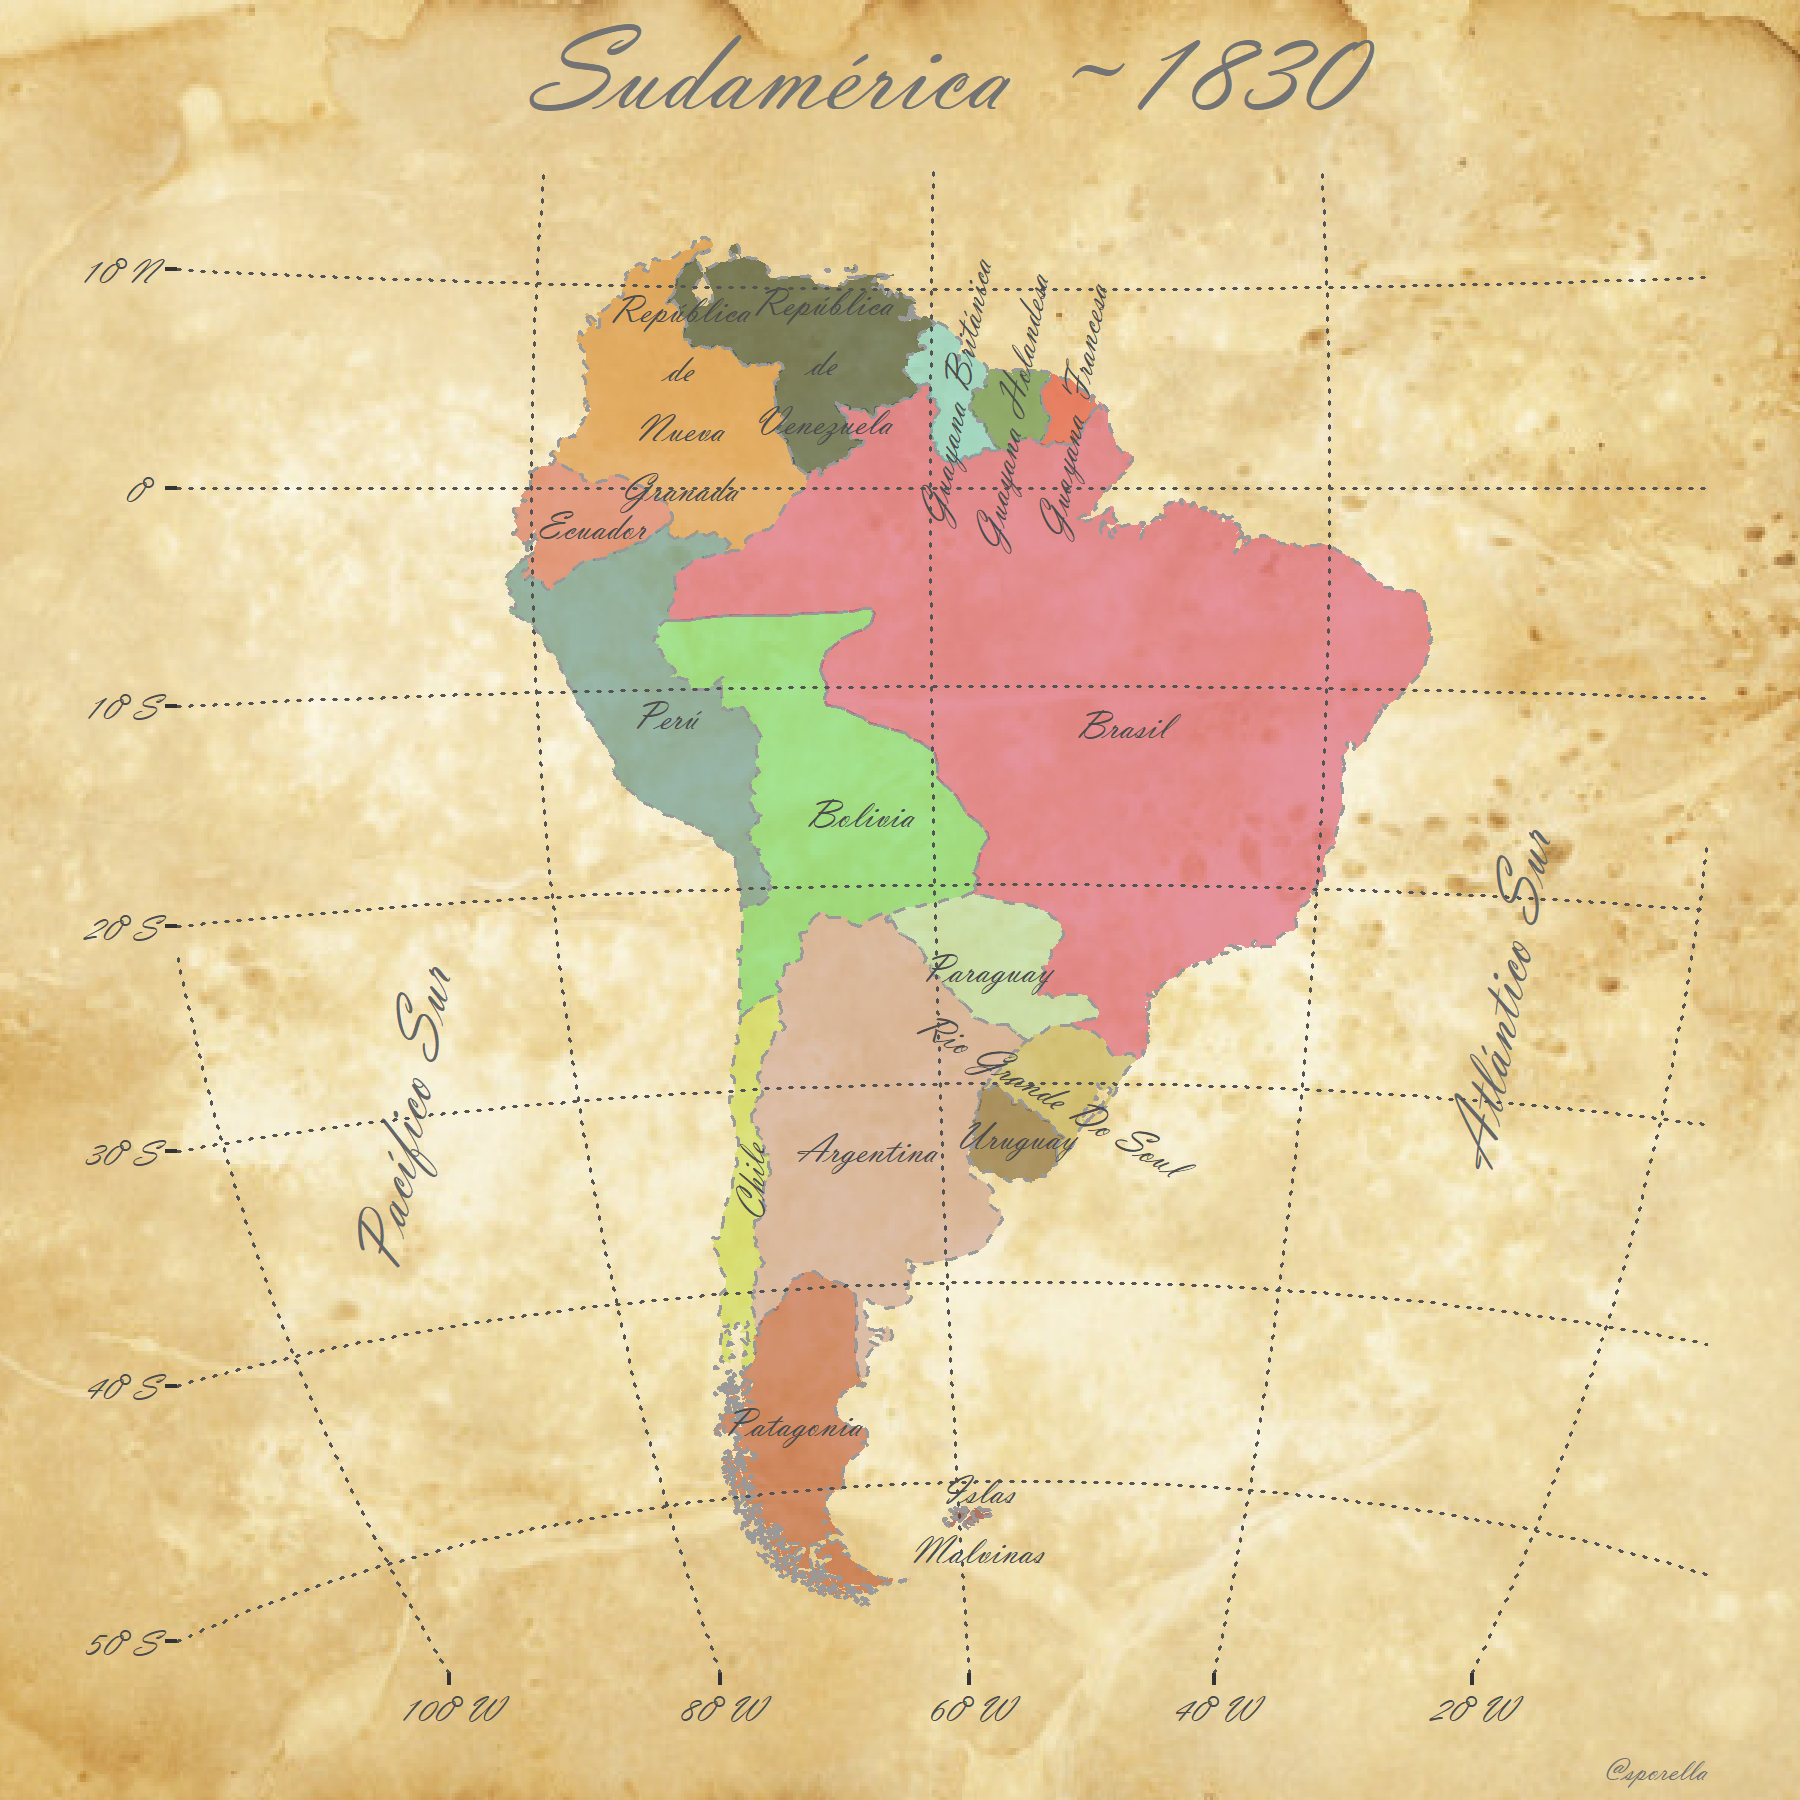 Sudamérica ~1830
10° N
0°
10° S
20° S
30° S
40° S
50° S
100° W
80° W
60° W
40° W
20° W
República
de
Nueva
Granada
República
de
Venezuela
Guayana Británica
Guayana Holandesa
Guayana Francesa
Ecuador
Perú
Brasil
Bolivia
Paraguay
Rio Grande Do Soul
Uruguay
Argentina
Chile
Patagonia
Islas
Malvinas
Pacífico Sur
Atlántico Sur
@sporella